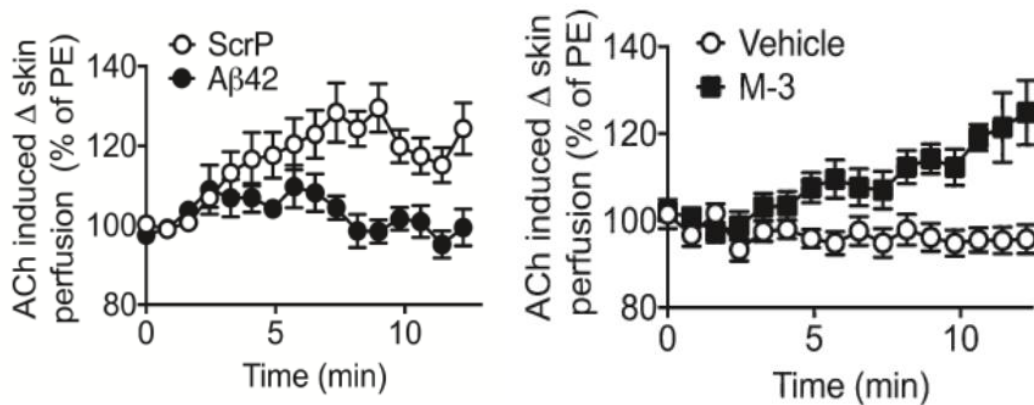 ACh induced Δ skin
perfusion (% of PE)
140
120
100
80
ScrP
Aβ42
0
5
10
Time (min)
ACh induced Δ skin
perfusion (% of PE)
140
120
100
80
Vehicle
M-3
0
5
10
Time (min)